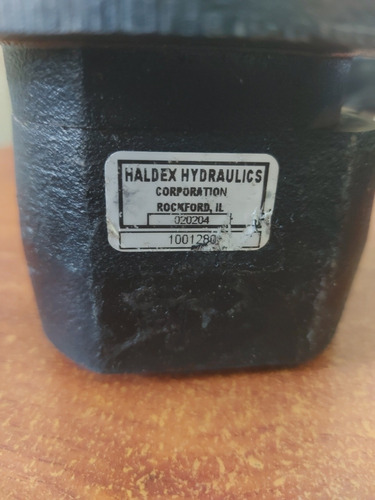 HALDEX HYDRAULICS
CORPORATION
ROCKFORD, IL
020204
1001280